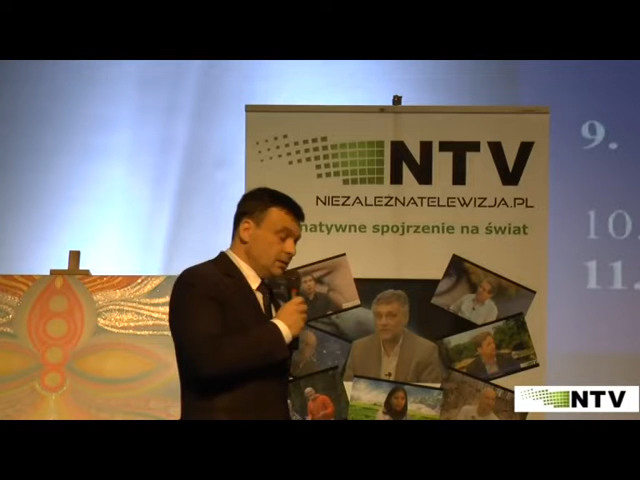 NTV
NIEZALEŻNATELEWIZJA.PL
natywne spojrzenie na świat
9.
10.
11.
NTV